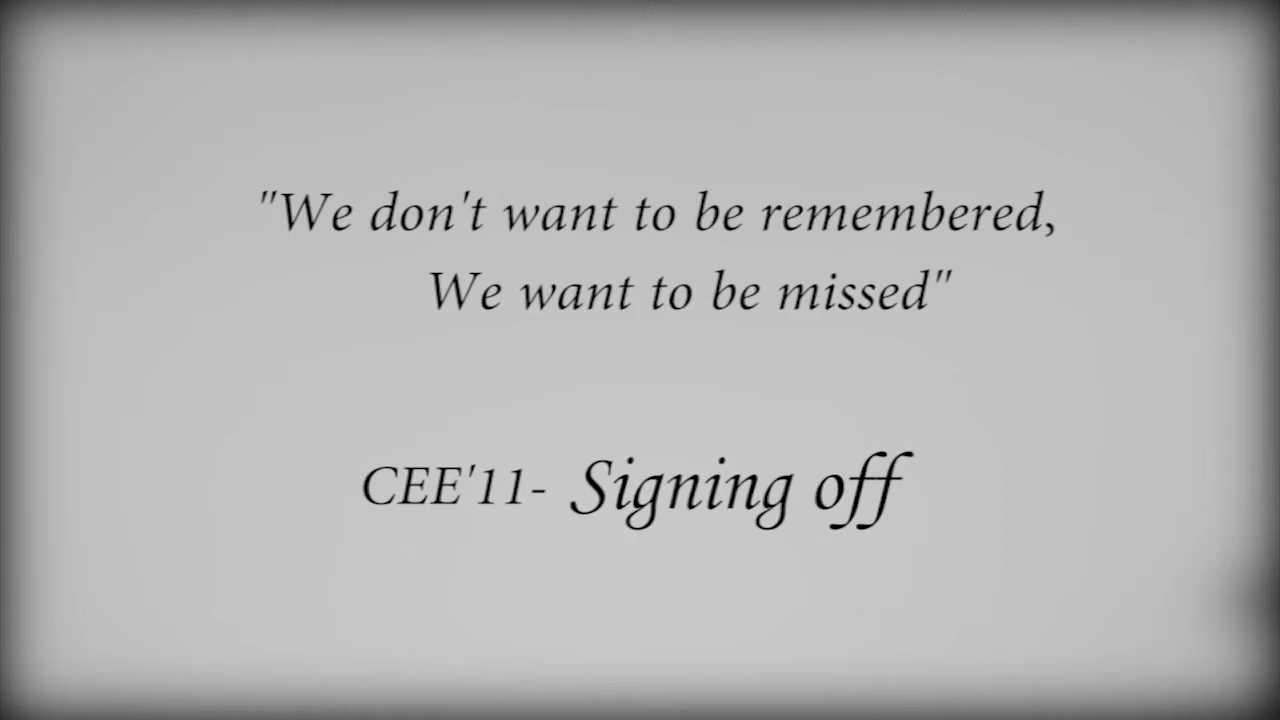 "We don't want to be remembered,
We want to be missed"
CEE'11- Signing off